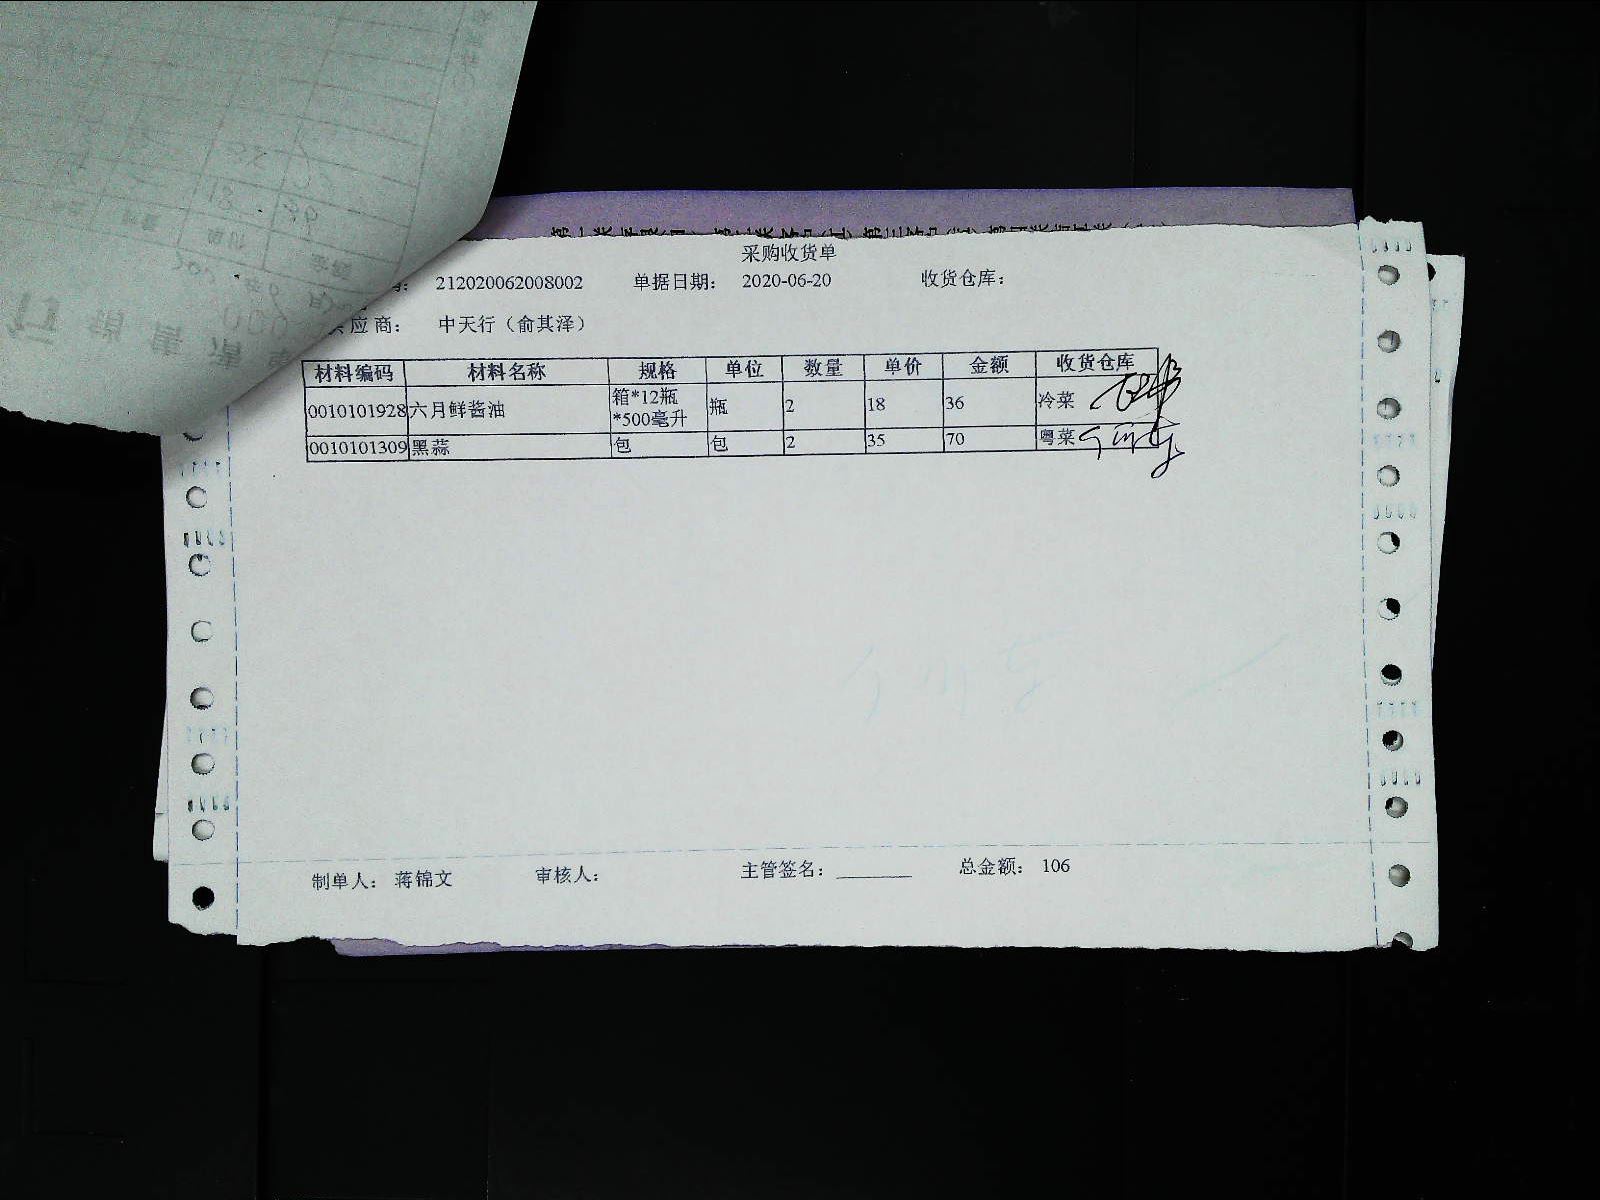 采购收货单
212020062008002 单据日期: 2020-06-20 收货仓库:
应商: 中天行（俞其泽）
材料编码 材料名称 规格 单位 数量 单价 金额 收货仓库
0010101928 六月鲜酱油 箱*12瓶*500毫升 瓶 2 18 36 冷菜
0010101309 黑蒜 包 包 2 35 70 粤菜
制单人: 蒋锦文 审核人: 主管签名: ________ 总金额: 106